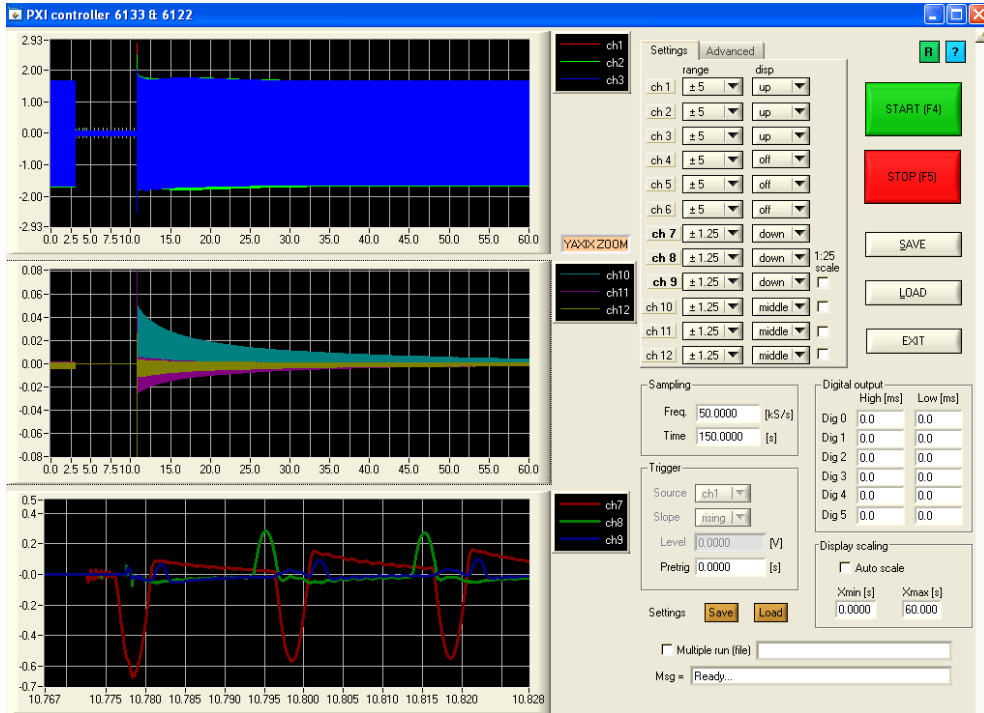 PXI controller 6133 & 6122
2.93
2.00
1.00
0.00
-1.00
-2.00
-2.93
0.0 2.5 5.0 7.5 10.0 15.0 20.0 25.0 30.0 35.0 40.0 45.0 50.0 55.0 60.0
ch1
ch2
ch3
YAXIX ZOOM
0.08
0.06
0.04
0.02
0.00
-0.02
-0.04
-0.06
-0.08
0.0 2.5 5.0 7.5 10.0 15.0 20.0 25.0 30.0 35.0 40.0 45.0 50.0 55.0 60.0
ch10
ch11
ch12
0.5
0.4
0.2
-0.0
-0.2
-0.4
-0.6
-0.7
10.767 10.775 10.780 10.785 10.790 10.795 10.800 10.805 10.810 10.815 10.820 10.828
ch7
ch8
ch9
Settings Advanced
range disp
ch 1 ± 5 up
ch 2 ± 5 up
ch 3 ± 5 up
ch 4 ± 5 off
ch 5 ± 5 off
ch 6 ± 5 off
ch 7 ± 1.25 down
ch 8 ± 1.25 down 1:25
scale
ch 9 ± 1.25 down
ch 10 ± 1.25 middle
ch 11 ± 1.25 middle
ch 12 ± 1.25 middle
R ?
START (F4)
STOP (F5)
SAVE
LOAD
EXIT
Sampling
Freq. 50.0000 [kS/s]
Time 150.0000 [s]
Trigger
Source ch1
Slope rising
Level 0.0000 [V]
Pretrig 0.0000 [s]
Settings Save Load
Digital output
High [ms] Low [ms]
Dig 0 0.0 0.0
Dig 1 0.0 0.0
Dig 2 0.0 0.0
Dig 3 0.0 0.0
Dig 4 0.0 0.0
Dig 5 0.0 0.0
Display scaling
Auto scale
Xmin [s] Xmax [s]
0.0000 60.000
Multiple run (file)
Msg = Ready...